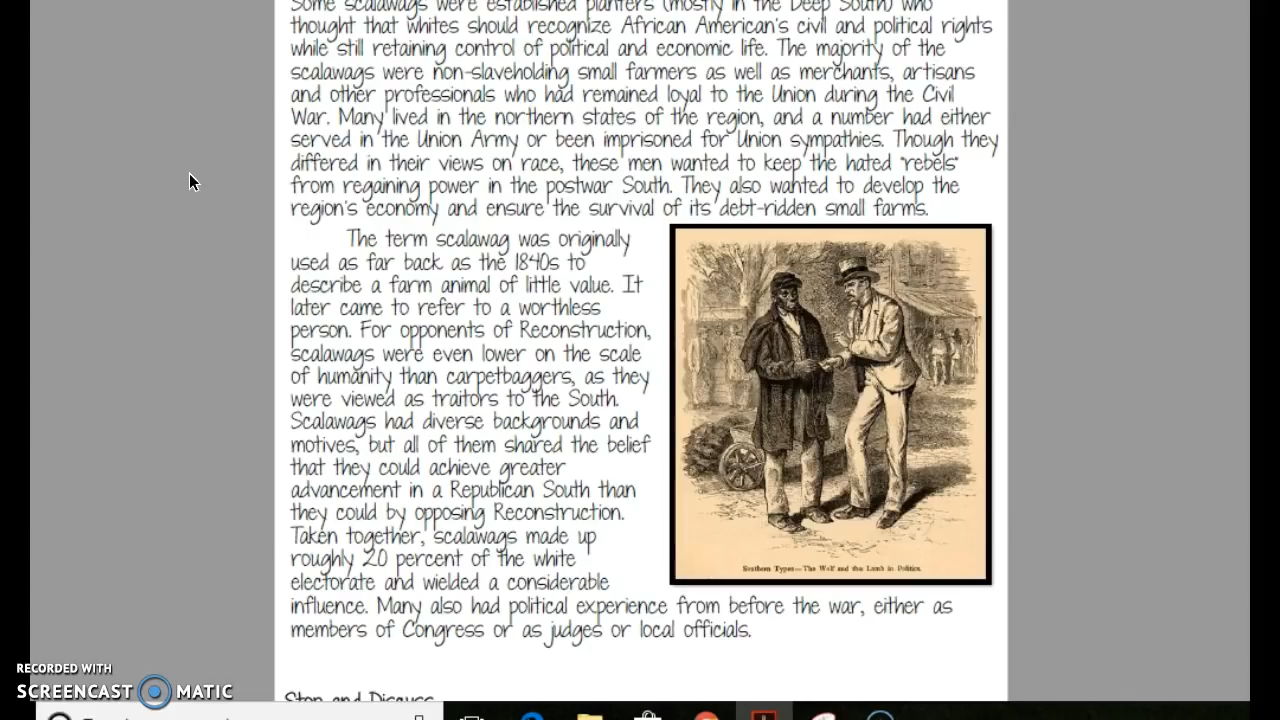 Some scalawags were established planters (mostly in the Deep South) who
thought that whites should recognize African American's civil and political rights
while still retaining control of political and economic life. The majority of the
scalawags were non-slaveholding small farmers as well as merchants, artisans
and other professionals who had remained loyal to the Union during the Civil
War. Many lived in the northern states of the region, and a number had either
served in the Union Army or been imprisoned for Union sympathies. Though they
differed in their views on race, these men wanted to keep the hated "rebels"
from regaining power in the postwar South. They also wanted to develop the
region's economy and ensure the survival of its debt-ridden small farms.
The term scalawag was originally
used as far back as the 1840s to
describe a farm animal of little value. It
later came to refer to a worthless
person. For opponents of Reconstruction,
scalawags were even lower on the scale
of humanity than carpetbaggers, as they
were viewed as traitors to the South.
Scalawags had diverse backgrounds and
motives, but all of them shared the belief
that they could achieve greater
advancement in a Republican South than
they could by opposing Reconstruction.
Taken together, scalawags made up
roughly 20 percent of the white
electorate and wielded a considerable
influence. Many also had political experience from before the war, either as
members of Congress or as judges or local officials.
Southern Types—The Wolf and the Lamb in Politics.
Stop and Discuss
RECORDED WITH
SCREENCAST MATIC